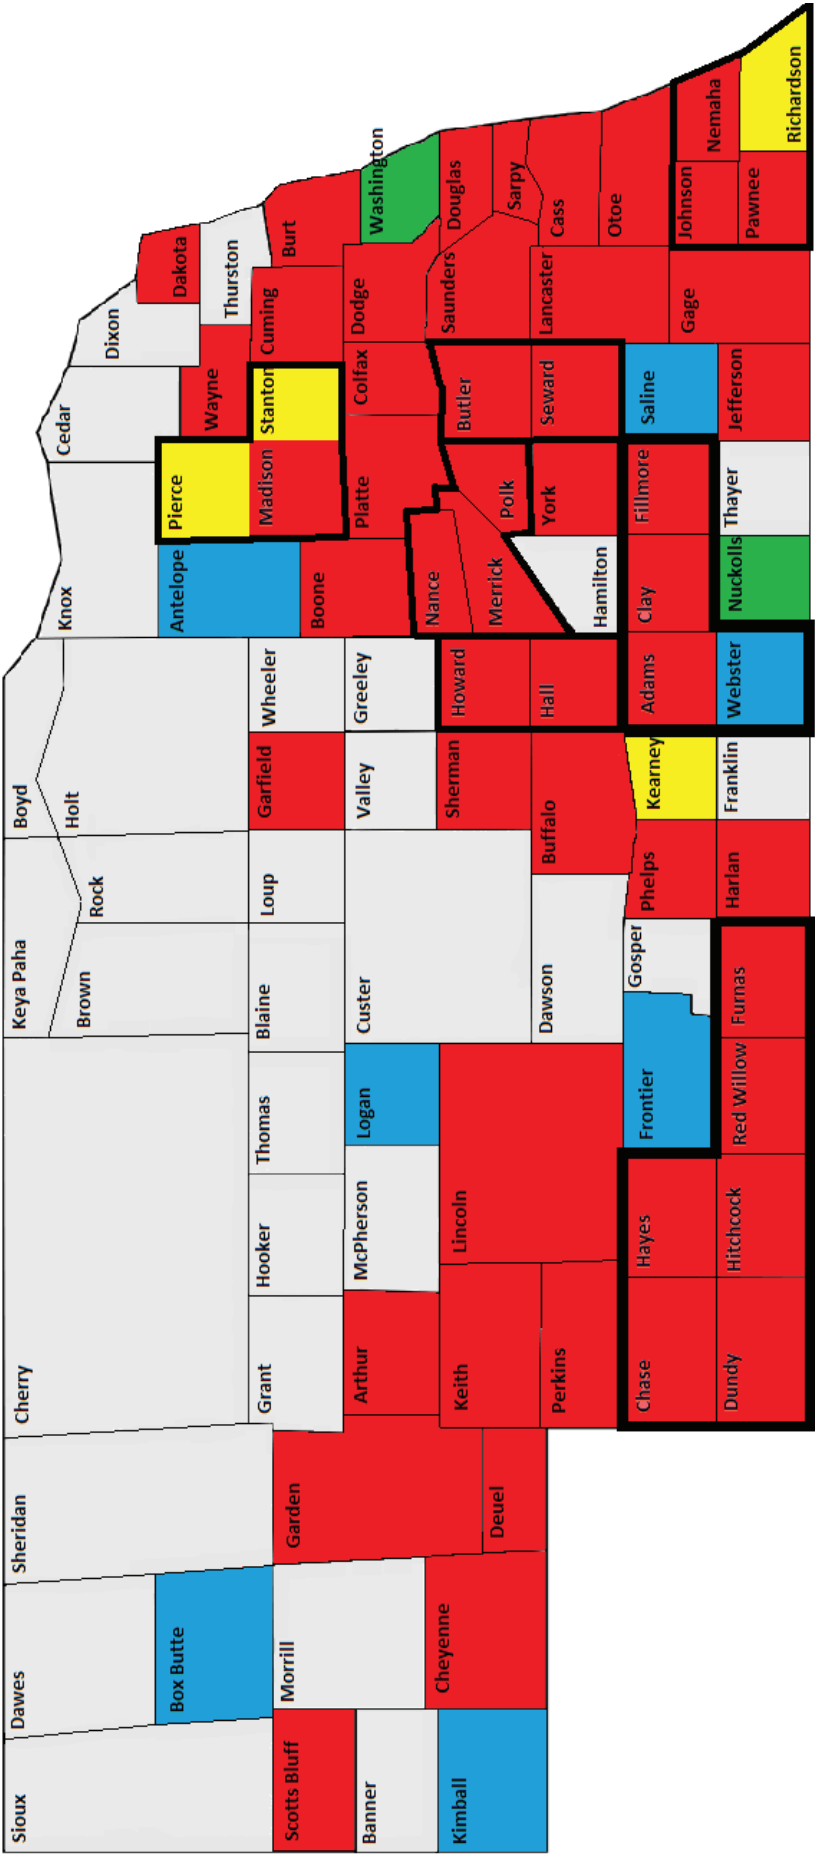 Sioux
Dawes
Sheridan
Cherry
Keya Paha
Boyd
Knox
Cedar
Dixon
Dakota
Box Butte
Brown
Rock
Holt
Antelope
Pierce
Wayne
Thurston
Scotts Bluff
Morrill
Garden
Grant
Hooker
Thomas
Blaine
Loup
Garfield
Wheeler
Boone
Madison
Stanton
Cuming
Burt
Banner
Arthur
McPherson
Logan
Custer
Valley
Greeley
Platte
Colfax
Dodge
Washington
Kimball
Cheyenne
Deuel
Keith
Lincoln
Sherman
Howard
Nance
Merrick
Polk
Butler
Saunders
Douglas
Sarpy
Perkins
Dawson
Buffalo
Hall
Hamilton
York
Seward
Lancaster
Cass
Otoe
Chase
Hayes
Frontier
Gosper
Phelps
Kearney
Adams
Clay
Fillmore
Saline
Gage
Johnson
Nemaha
Dundy
Hitchcock
Red Willow
Furnas
Harlan
Franklin
Webster
Nuckolls
Thayer
Jefferson
Pawnee
Richardson